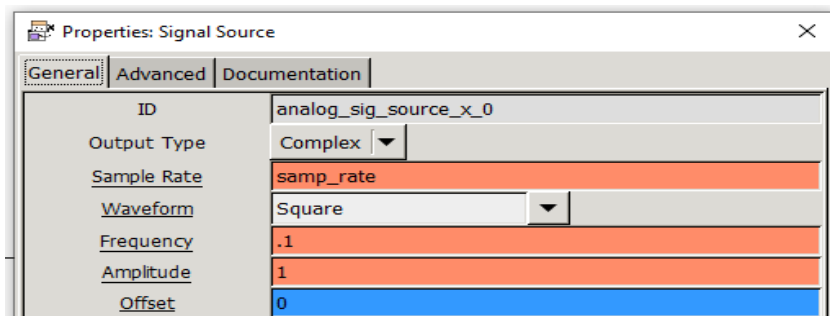 Properties: Signal Source
General Advanced Documentation
ID analog_sig_source_x_0
Output Type Complex
Sample Rate samp_rate
Waveform Square
Frequency .1
Amplitude 1
Offset 0